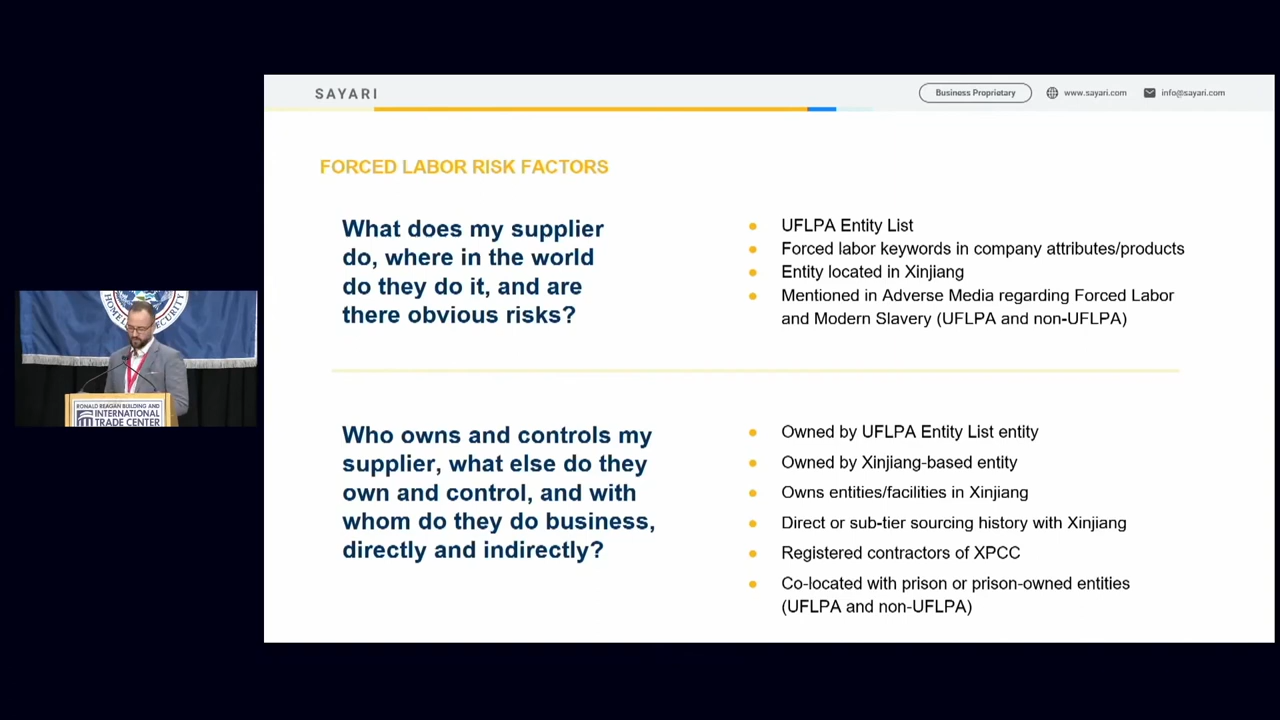 SAYARI
Business Proprietary
www.sayari.com
info@sayari.com
FORCED LABOR RISK FACTORS
What does my supplier
do, where in the world
do they do it, and are
there obvious risks?
• UFLPA Entity List
• Forced labor keywords in company attributes/products
• Entity located in Xinjiang
• Mentioned in Adverse Media regarding Forced Labor
and Modern Slavery (UFLPA and non-UFLPA)
Who owns and controls my
supplier, what else do they
own and control, and with
whom do they do business,
directly and indirectly?
• Owned by UFLPA Entity List entity
• Owned by Xinjiang-based entity
• Owns entities/facilities in Xinjiang
• Direct or sub-tier sourcing history with Xinjiang
• Registered contractors of XPCC
• Co-located with prison or prison-owned entities
(UFLPA and non-UFLPA)
HOMEL
SECURITY
RONALD REAGAN BUILDING AND
INTERNATIONAL
TRADE CENTER